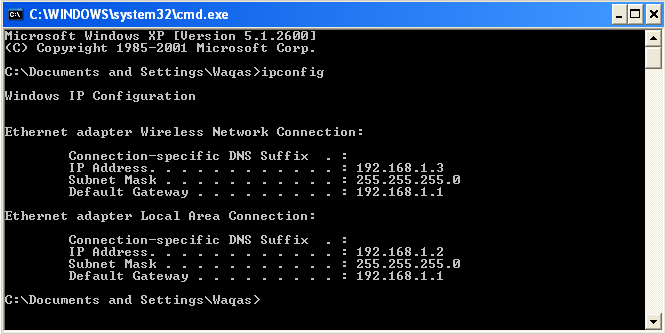 C:\WINDOWS\system32\cmd.exe
Microsoft Windows XP [Version 5.1.2600]
(C) Copyright 1985-2001 Microsoft Corp.
C:\Documents and Settings\Waqas>ipconfig
Windows IP Configuration
Ethernet adapter Wireless Network Connection:
Connection-specific DNS Suffix  . :
IP Address. . . . . . . . . . . . : 192.168.1.3
Subnet Mask . . . . . . . . . . . : 255.255.255.0
Default Gateway . . . . . . . . . : 192.168.1.1
Ethernet adapter Local Area Connection:
Connection-specific DNS Suffix  . :
IP Address. . . . . . . . . . . . : 192.168.1.2
Subnet Mask . . . . . . . . . . . : 255.255.255.0
Default Gateway . . . . . . . . . : 192.168.1.1
C:\Documents and Settings\Waqas>